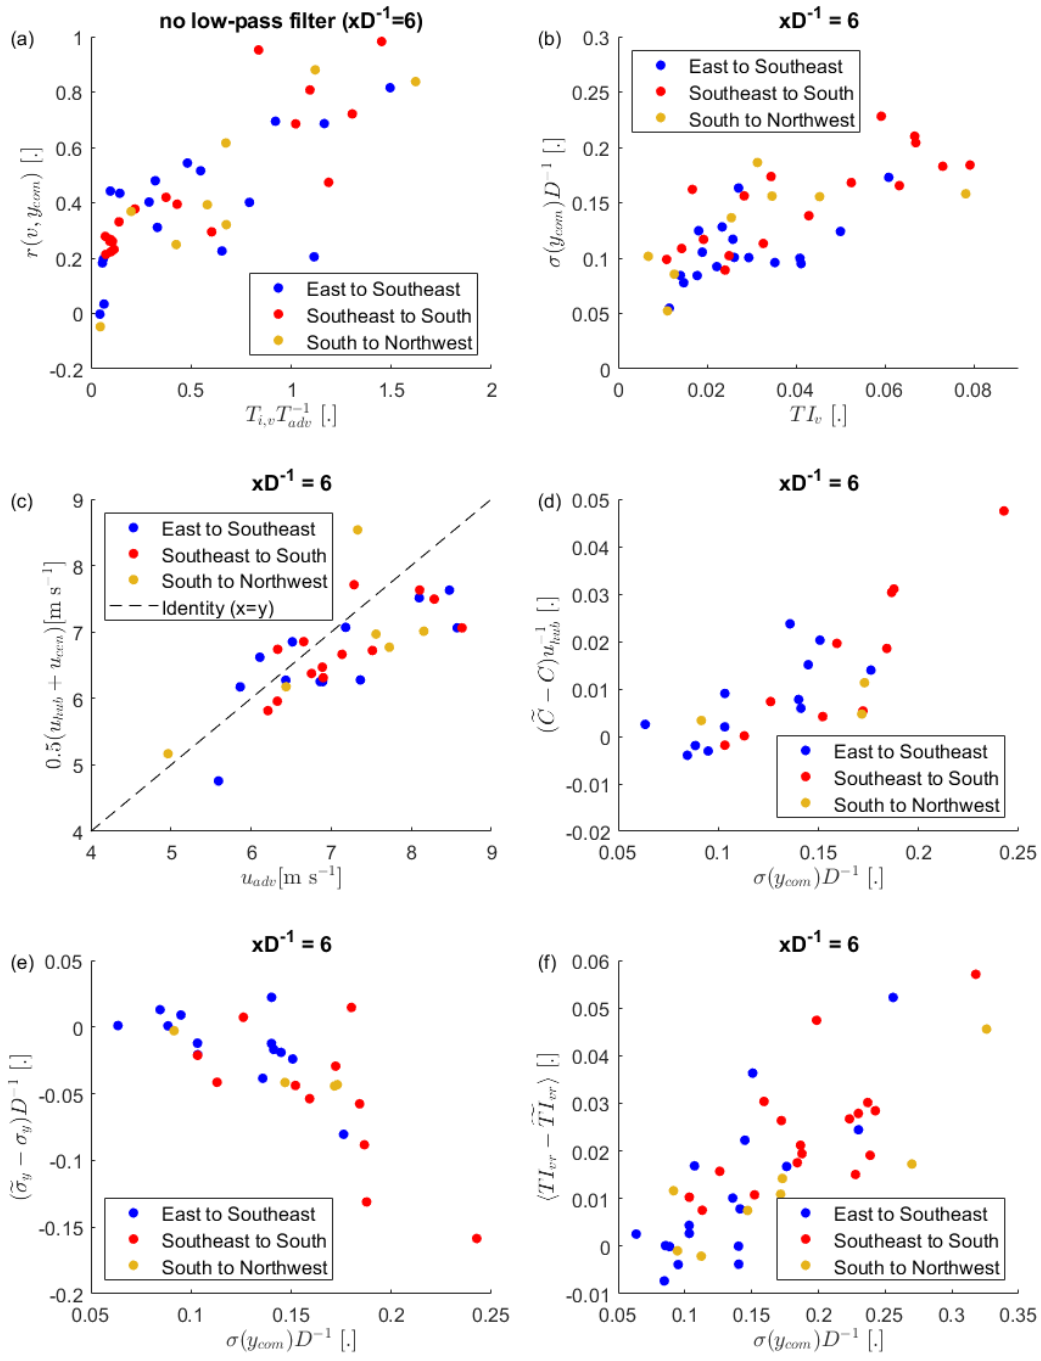 (a)
no low-pass filter (xD⁻¹=6)
1
0.8
0.6
0.4
0.2
0
-0.2
r(v, y_com) [.]
East to Southeast
Southeast to South
South to Northwest
0
0.5
1
1.5
2
T_{i,v}T_{adv}^{-1} [.]
(b)
xD⁻¹ = 6
0.3
0.25
0.2
0.15
0.1
0.05
0
σ(y_com)D⁻¹ [.]
East to Southeast
Southeast to South
South to Northwest
0
0.02
0.04
0.06
0.08
TI_v [.]
(c)
xD⁻¹ = 6
9
8
7
6
5
4
0.5(u_hub + u_cen)[m s⁻¹]
East to Southeast
Southeast to South
South to Northwest
Identity (x=y)
4
5
6
7
8
9
u_adv[m s⁻¹]
(d)
xD⁻¹ = 6
0.05
0.04
0.03
0.02
0.01
0
-0.01
-0.02
(C̃ − C)u_{hub}^{-1} [.]
East to Southeast
Southeast to South
South to Northwest
0.05
0.1
0.15
0.2
0.25
σ(y_com)D⁻¹ [.]
(e)
xD⁻¹ = 6
0.05
0
-0.05
-0.1
-0.15
-0.2
(σ̃_y − σ_y)D⁻¹ [.]
East to Southeast
Southeast to South
South to Northwest
0.05
0.1
0.15
0.2
0.25
σ(y_com)D⁻¹ [.]
(f)
xD⁻¹ = 6
0.06
0.05
0.04
0.03
0.02
0.01
0
-0.01
⟨TI_vr − T̃I_vr⟩ [.]
East to Southeast
Southeast to South
South to Northwest
0.05
0.1
0.15
0.2
0.25
0.3
0.35
σ(y_com)D⁻¹ [.]